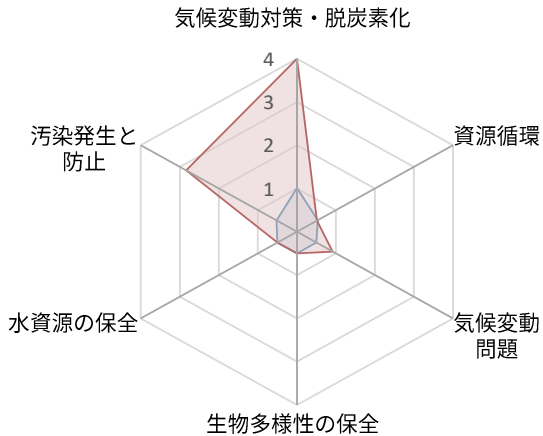 気候変動対策・脱炭素化
4
3
2
1
資源循環
気候変動
問題
生物多様性の保全
水資源の保全
汚染発生と
防止